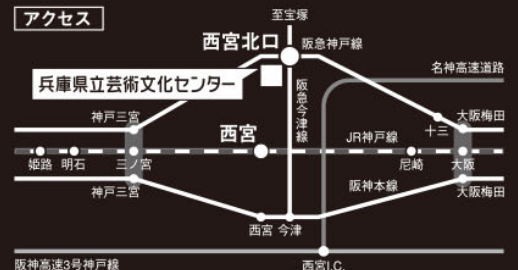 アクセス
至宝塚
西宮北口
阪急神戸線
兵庫県立芸術文化センター
阪急今津線
名神高速道路
神戸三宮
西宮
JR神戸線
十三
大阪梅田
姫路
明石
三ノ宮
尼崎
大阪
神戸三宮
阪神本線
大阪梅田
西宮
今津
阪神高速3号神戸線
西宮I.C.